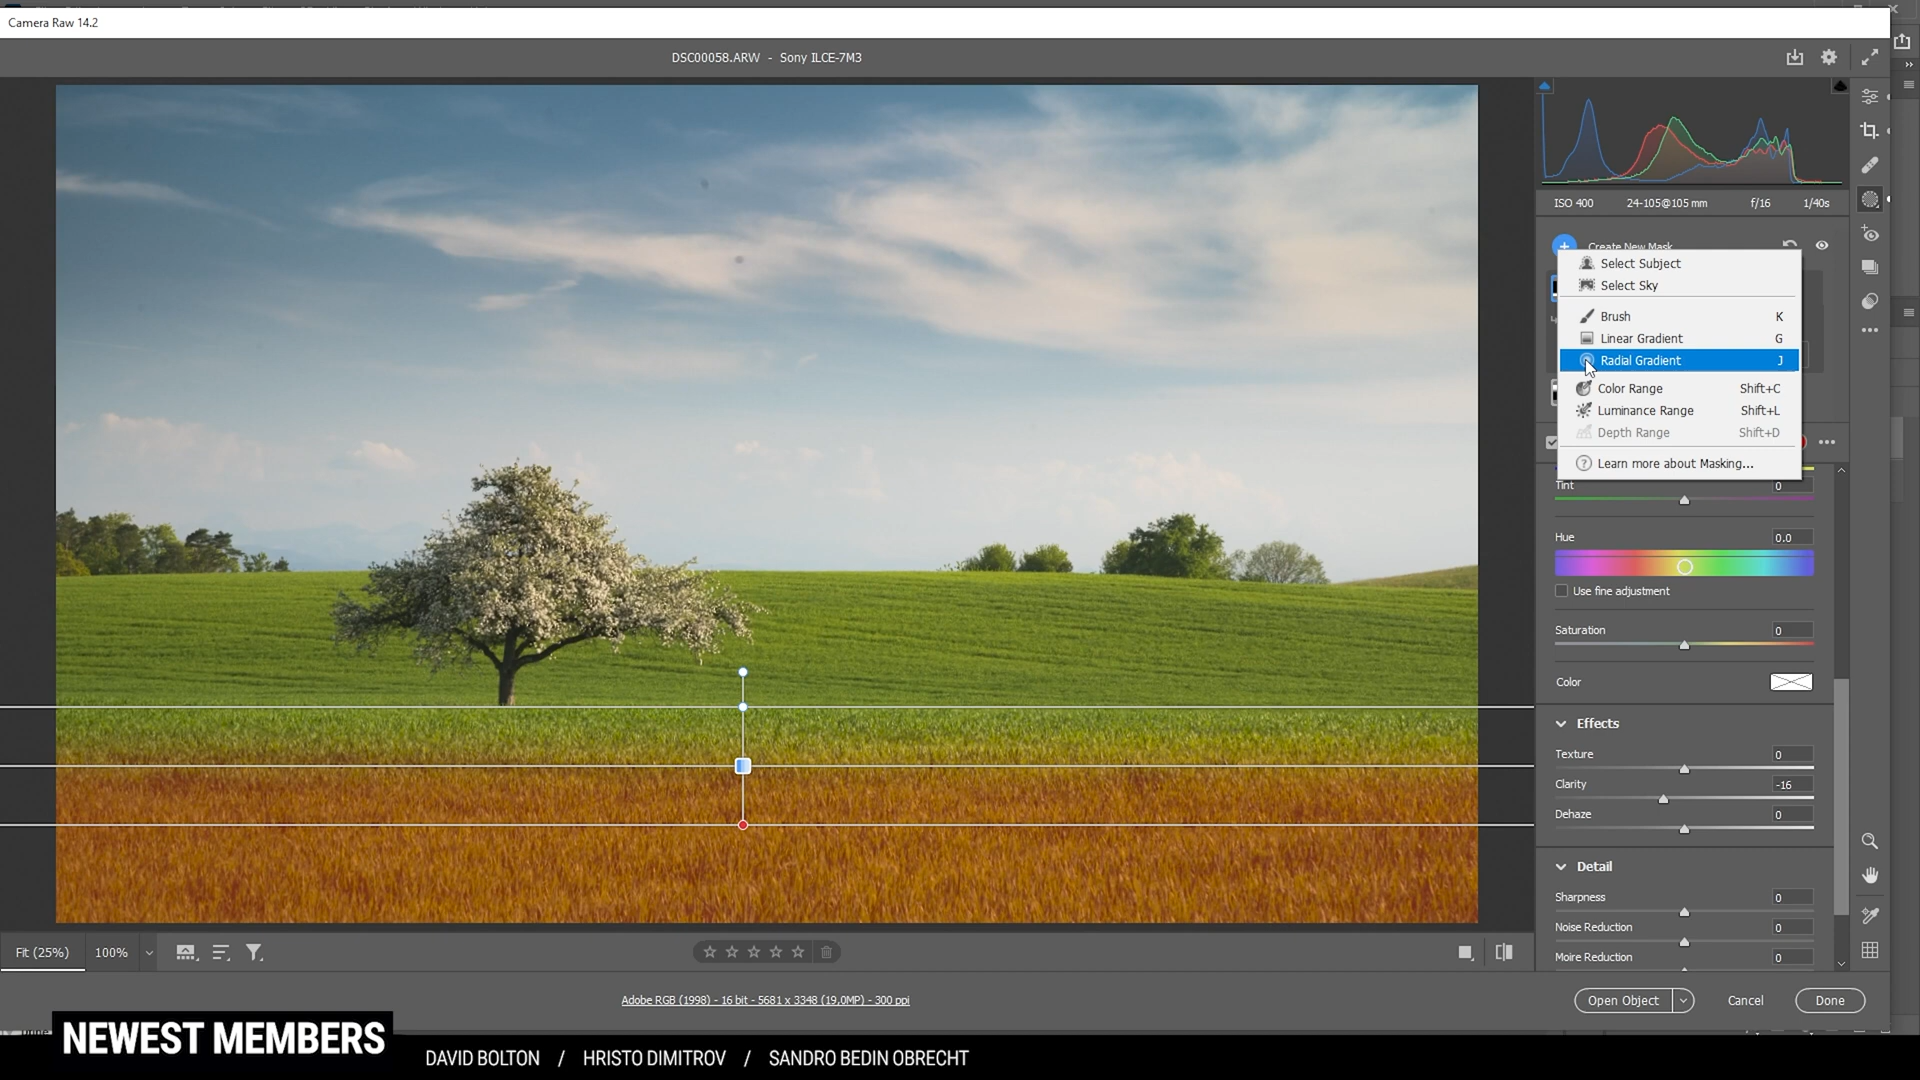 Camera Raw 14.2
DSC00058.ARW - Sony ILCE-7M3
ISO 400 24-105@105 mm f/16 1/40s
Create New Mask
Select Subject
Select Sky
Brush K
Linear Gradient G
Radial Gradient J
Color Range Shift+C
Luminance Range Shift+L
Depth Range Shift+D
Learn more about Masking...
Tint 0
Hue 0.0
Use fine adjustment
Saturation 0
Color
Effects
Texture 0
Clarity -16
Dehaze 0
Detail
Sharpness 0
Noise Reduction 0
Moire Reduction 0
Fit (25%) 100%
Adobe RGB (1998) - 16 bit - 5681 x 3348 (19,0MP) - 300 ppi
Open Object Cancel Done
NEWEST MEMBERS
DAVID BOLTON / HRISTO DIMITROV / SANDRO BEDIN OBRECHT